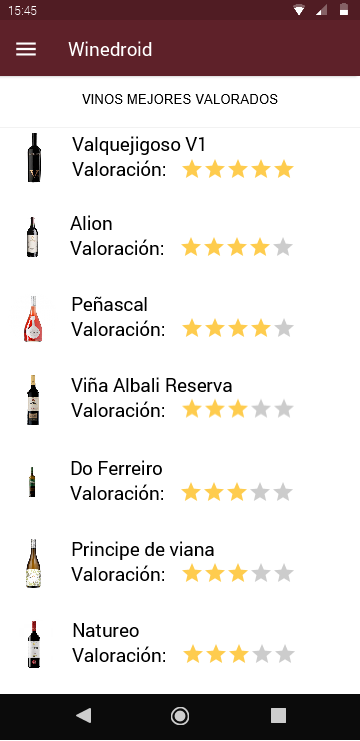 15:45
Winedroid
VINOS MEJORES VALORADOS
Valquejigoso V1
Valoración:
Alion
Valoración:
Peñascal
Valoración:
Viña Albali Reserva
Valoración:
Do Ferreiro
Valoración:
Principe de viana
Valoración:
Natureo
Valoración: